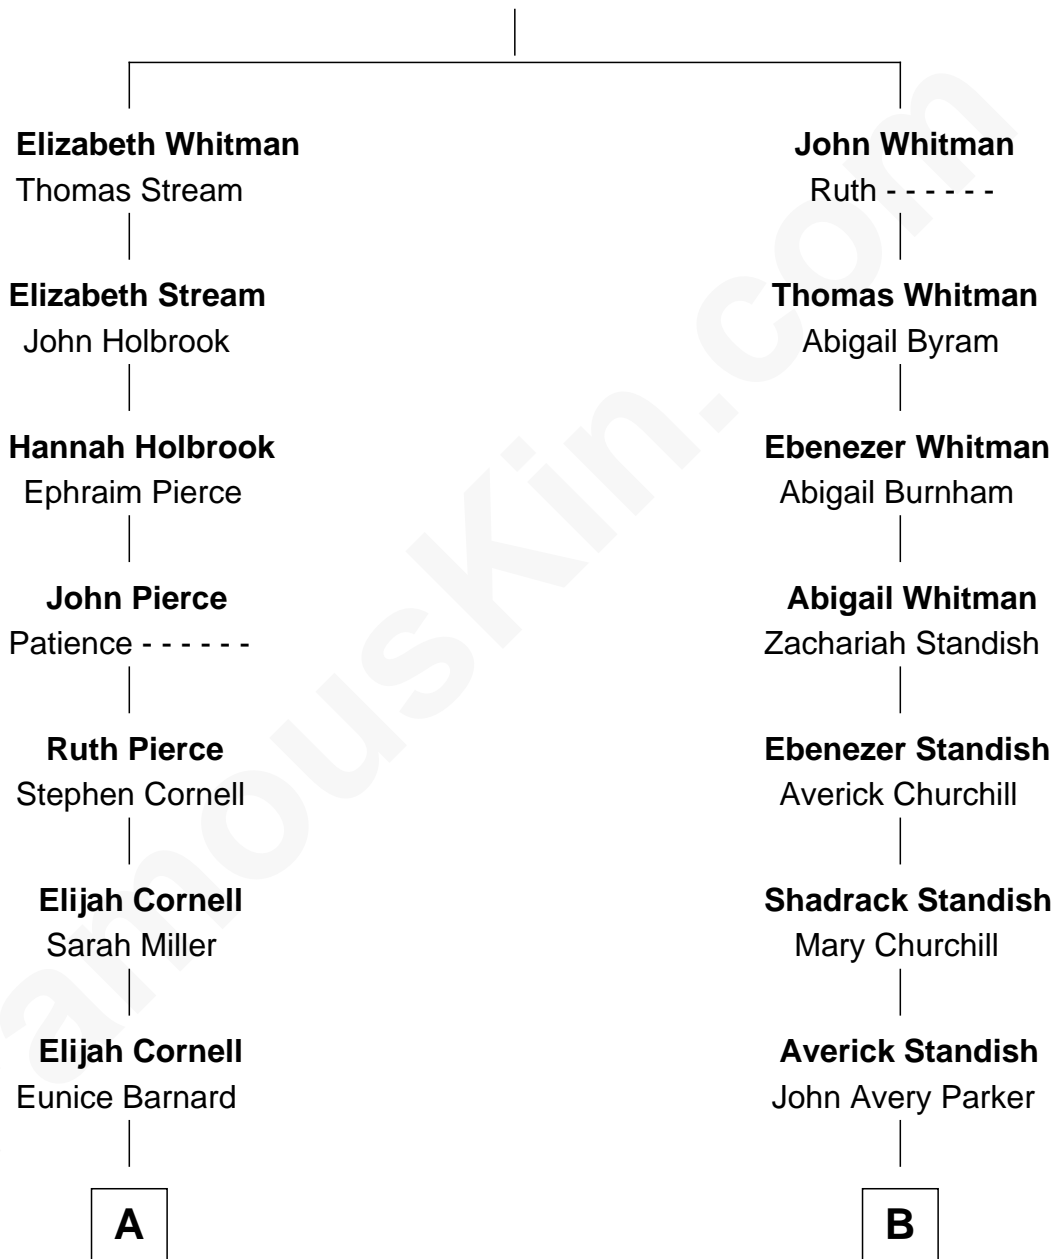 Elizabeth Whitman
Thomas Stream
Elizabeth Stream
John Holbrook
Hannah Holbrook
Ephraim Pierce
John Pierce
Patience - - - - - -
Ruth Pierce
Stephen Cornell
Elijah Cornell
Sarah Miller
Elijah Cornell
Eunice Barnard
A
John Whitman
Ruth - - - - - -
Thomas Whitman
Abigail Byram
Ebenezer Whitman
Abigail Burnham
Abigail Whitman
Zachariah Standish
Ebenezer Standish
Averick Churchill
Shadrack Standish
Mary Churchill
Averick Standish
John Avery Parker
B
amouskin.com